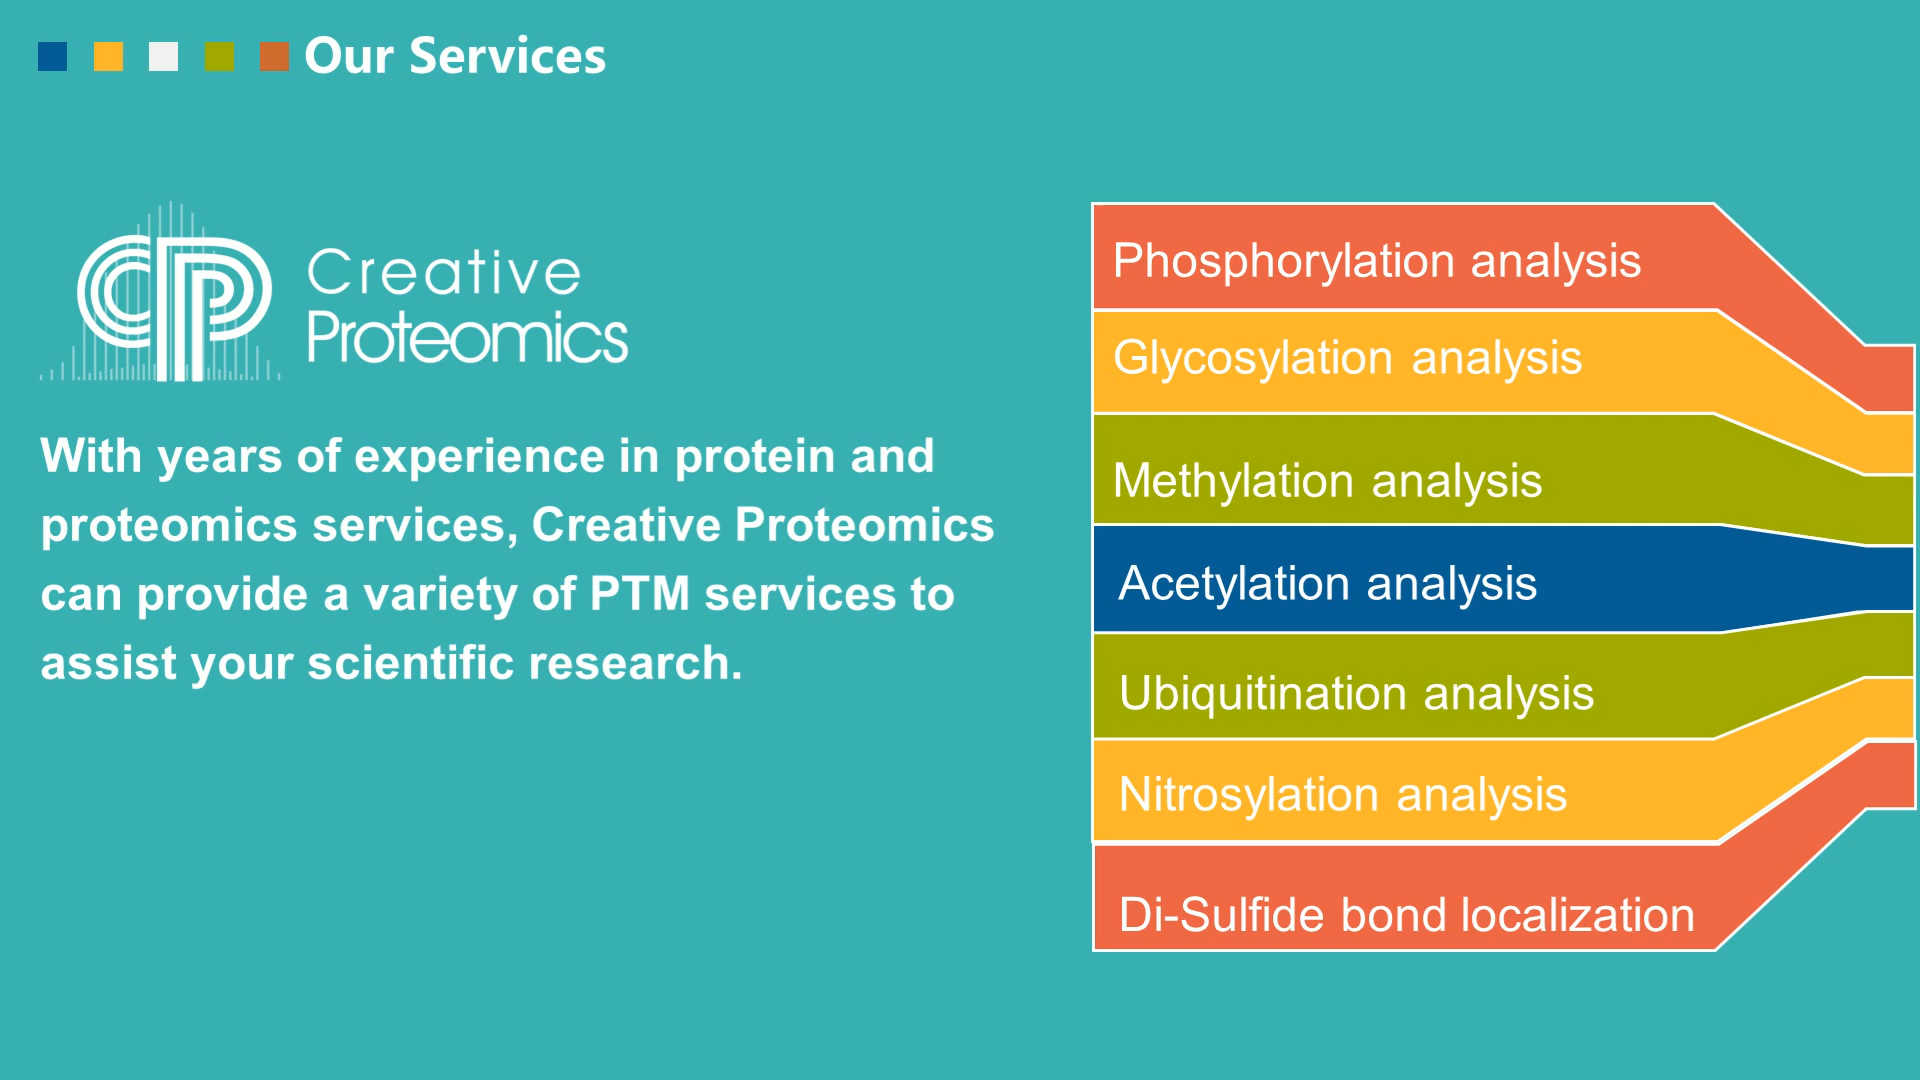 Our Services
Creative
Proteomics
With years of experience in protein and
proteomics services, Creative Proteomics
can provide a variety of PTM services to
assist your scientific research.
Phosphorylation analysis
Glycosylation analysis
Methylation analysis
Acetylation analysis
Ubiquitination analysis
Nitrosylation analysis
Di-Sulfide bond localization